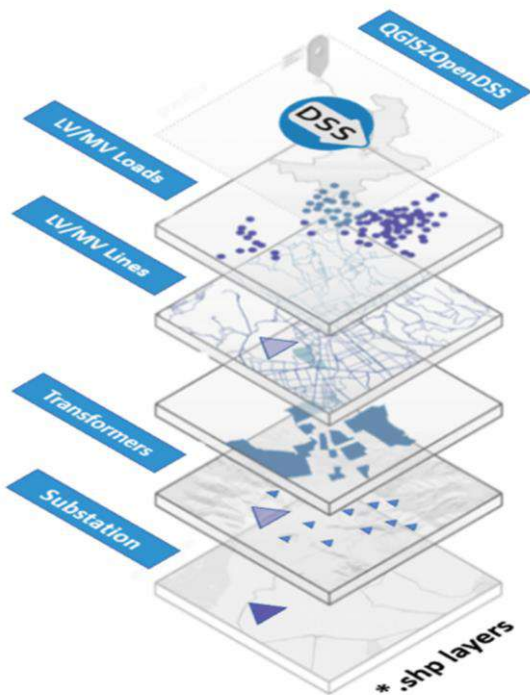 QGIS2OpenDSS
DSS
LV/MV Loads
LV/MV Lines
Transformers
Substation
* .shp layers